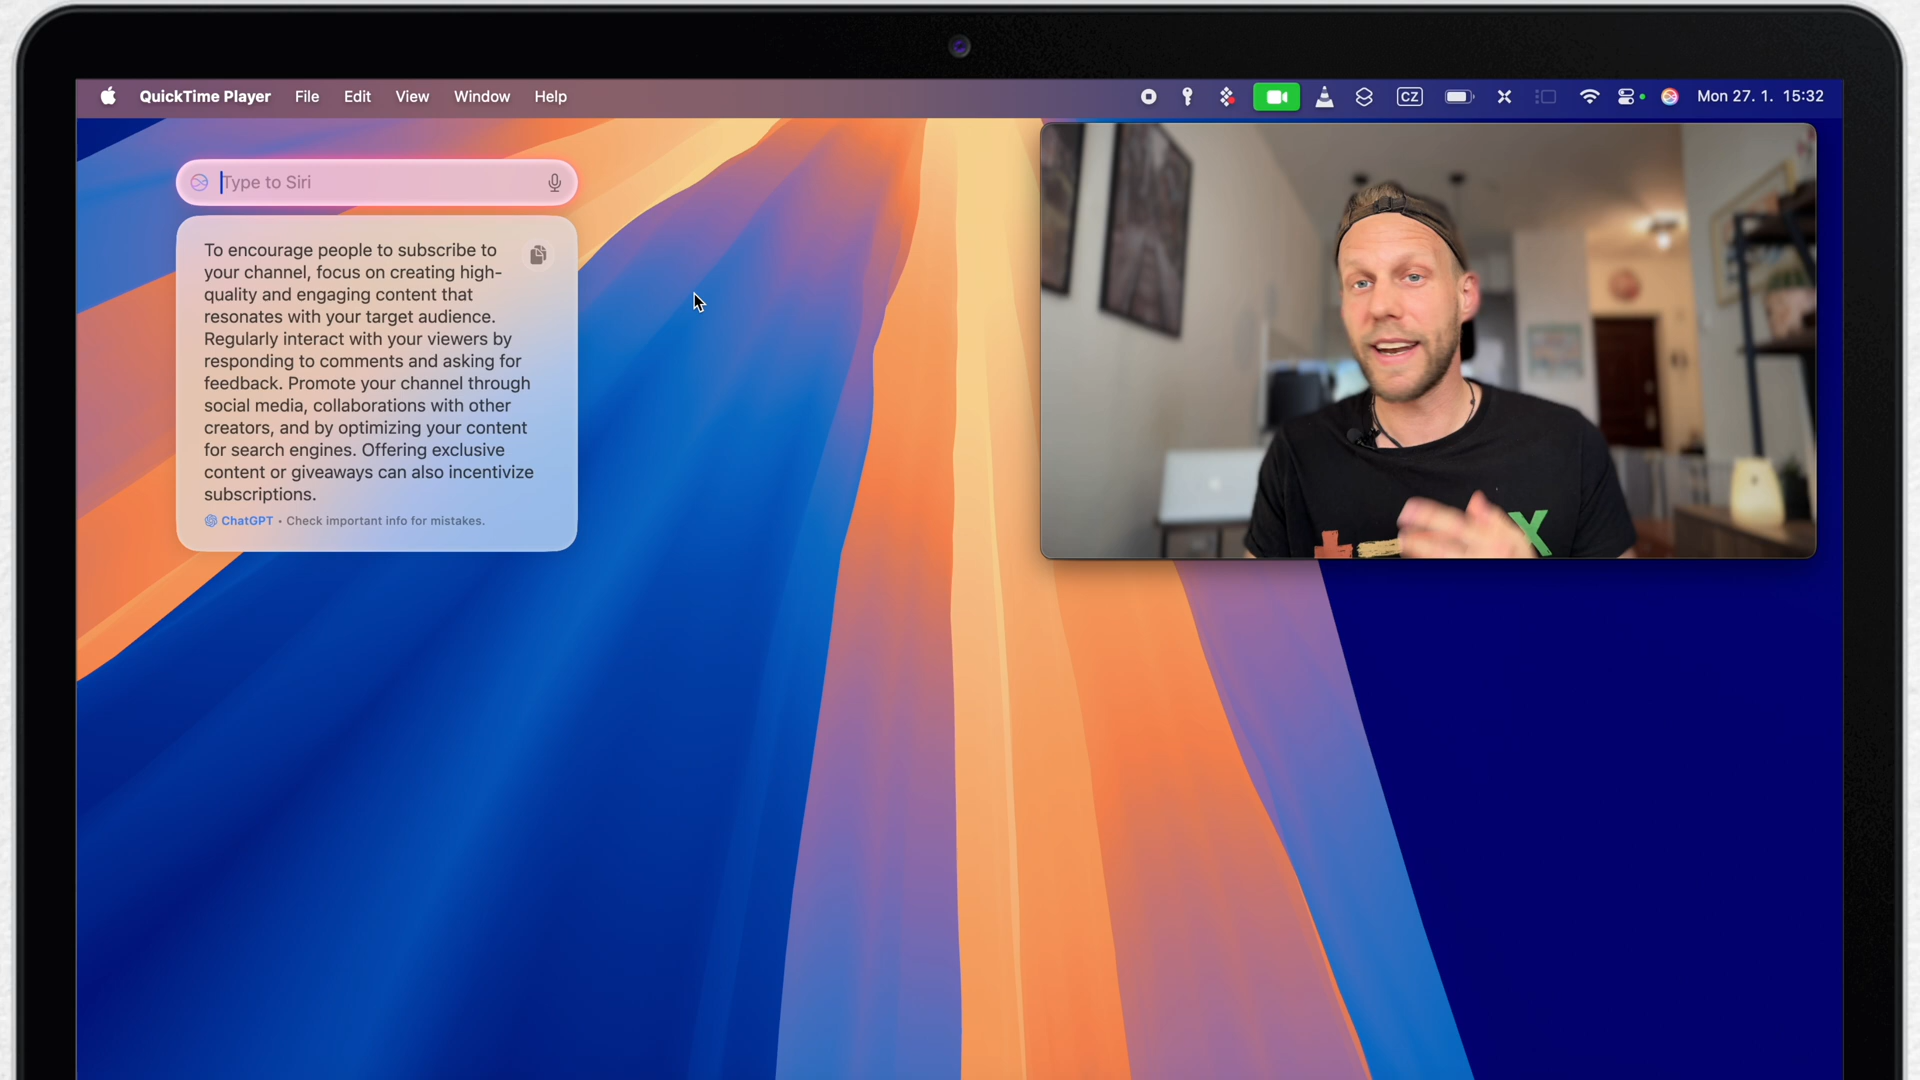 QuickTime Player File Edit View Window Help CZ Mon 27. 1. 15:32
Type to Siri
To encourage people to subscribe to
your channel, focus on creating high-
quality and engaging content that
resonates with your target audience.
Regularly interact with your viewers by
responding to comments and asking for
feedback. Promote your channel through
social media, collaborations with other
creators, and by optimizing your content
for search engines. Offering exclusive
content or giveaways can also incentivize
subscriptions.
ChatGPT • Check important info for mistakes.